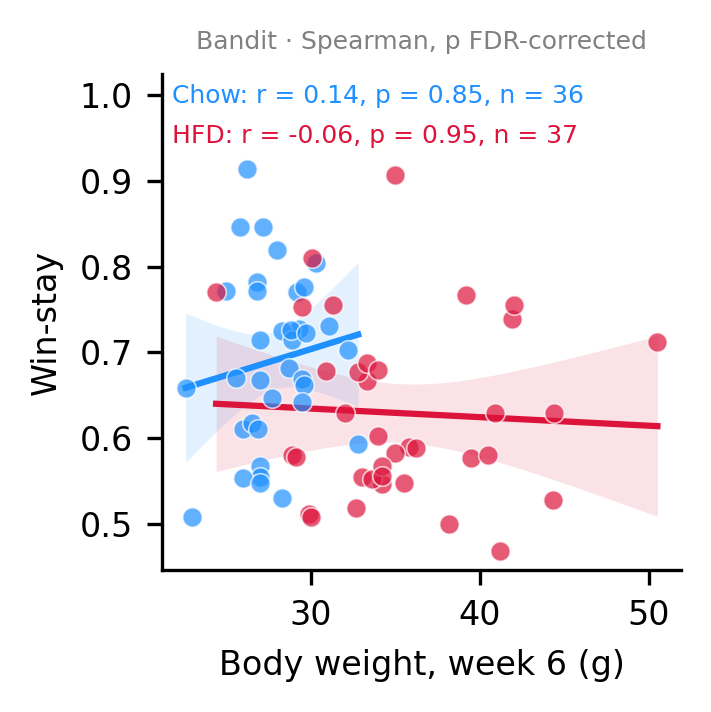 Bandit · Spearman, p FDR-corrected
Chow: r = 0.14, p = 0.85, n = 36
HFD: r = -0.06, p = 0.95, n = 37
1.0
0.9
0.8
0.7
0.6
0.5
Win-stay
30 40 50
Body weight, week 6 (g)